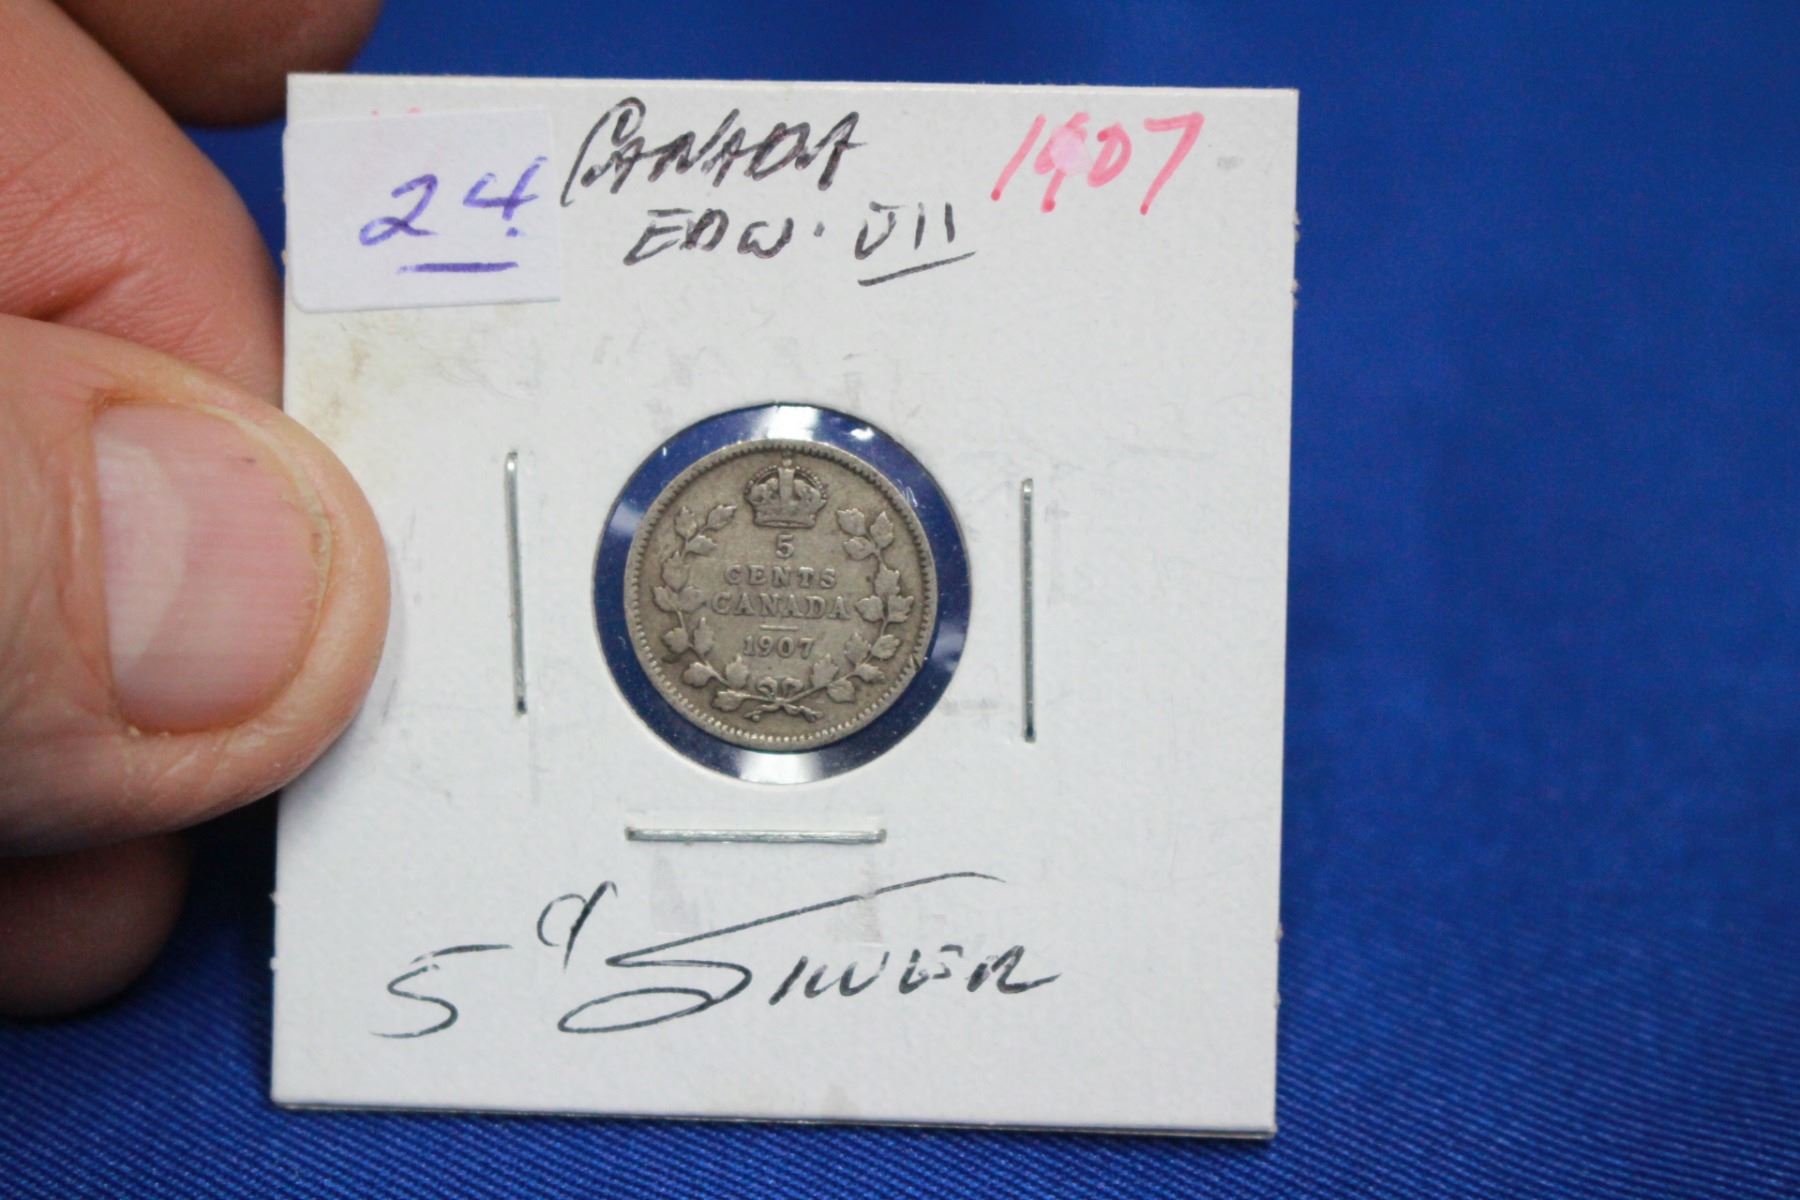 24.
CANADA
EDW. VII
1907
5
CENTS
CANADA
1907
5¢ SILVER